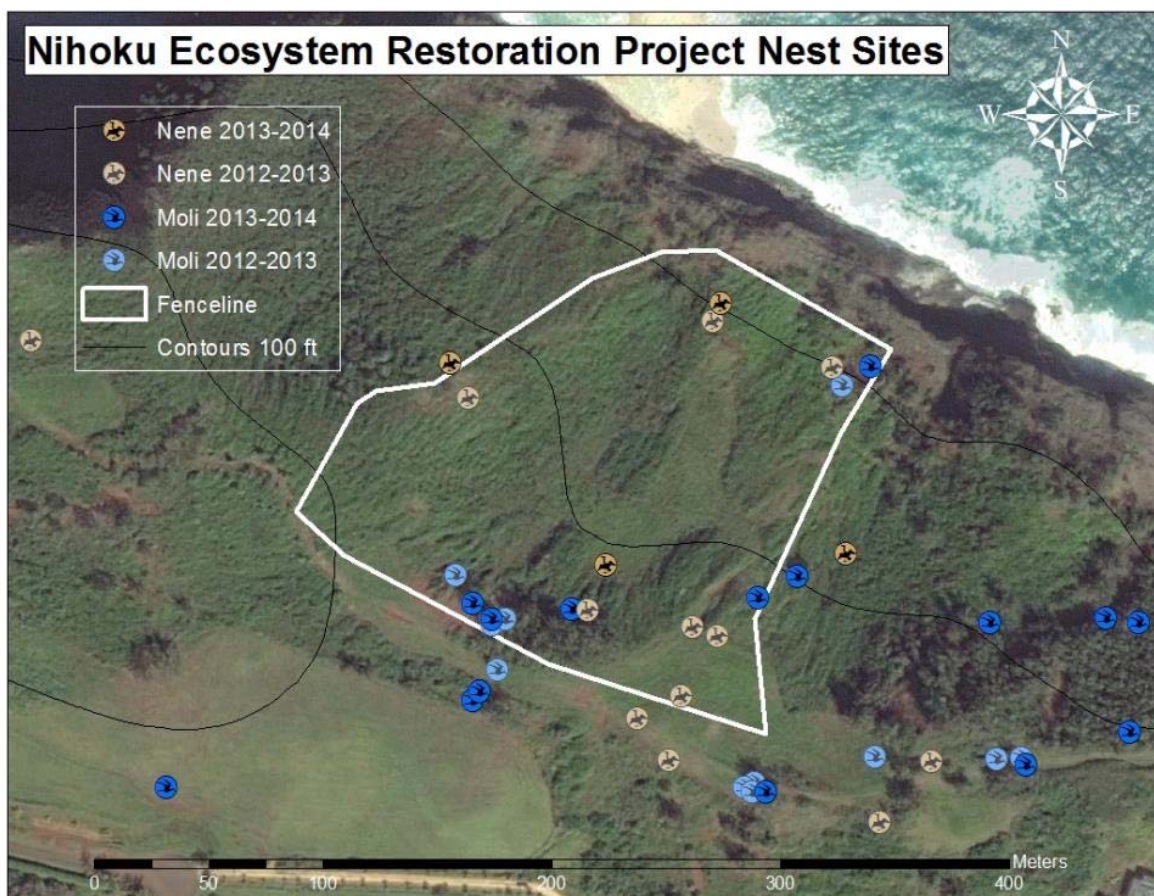 Nihoku Ecosystem Restoration Project Nest Sites
N
W E
S
Nene 2013-2014
Nene 2012-2013
Moli 2013-2014
Moli 2012-2013
Fenceline
Contours 100 ft
Meters
0 50 100 200 300 400